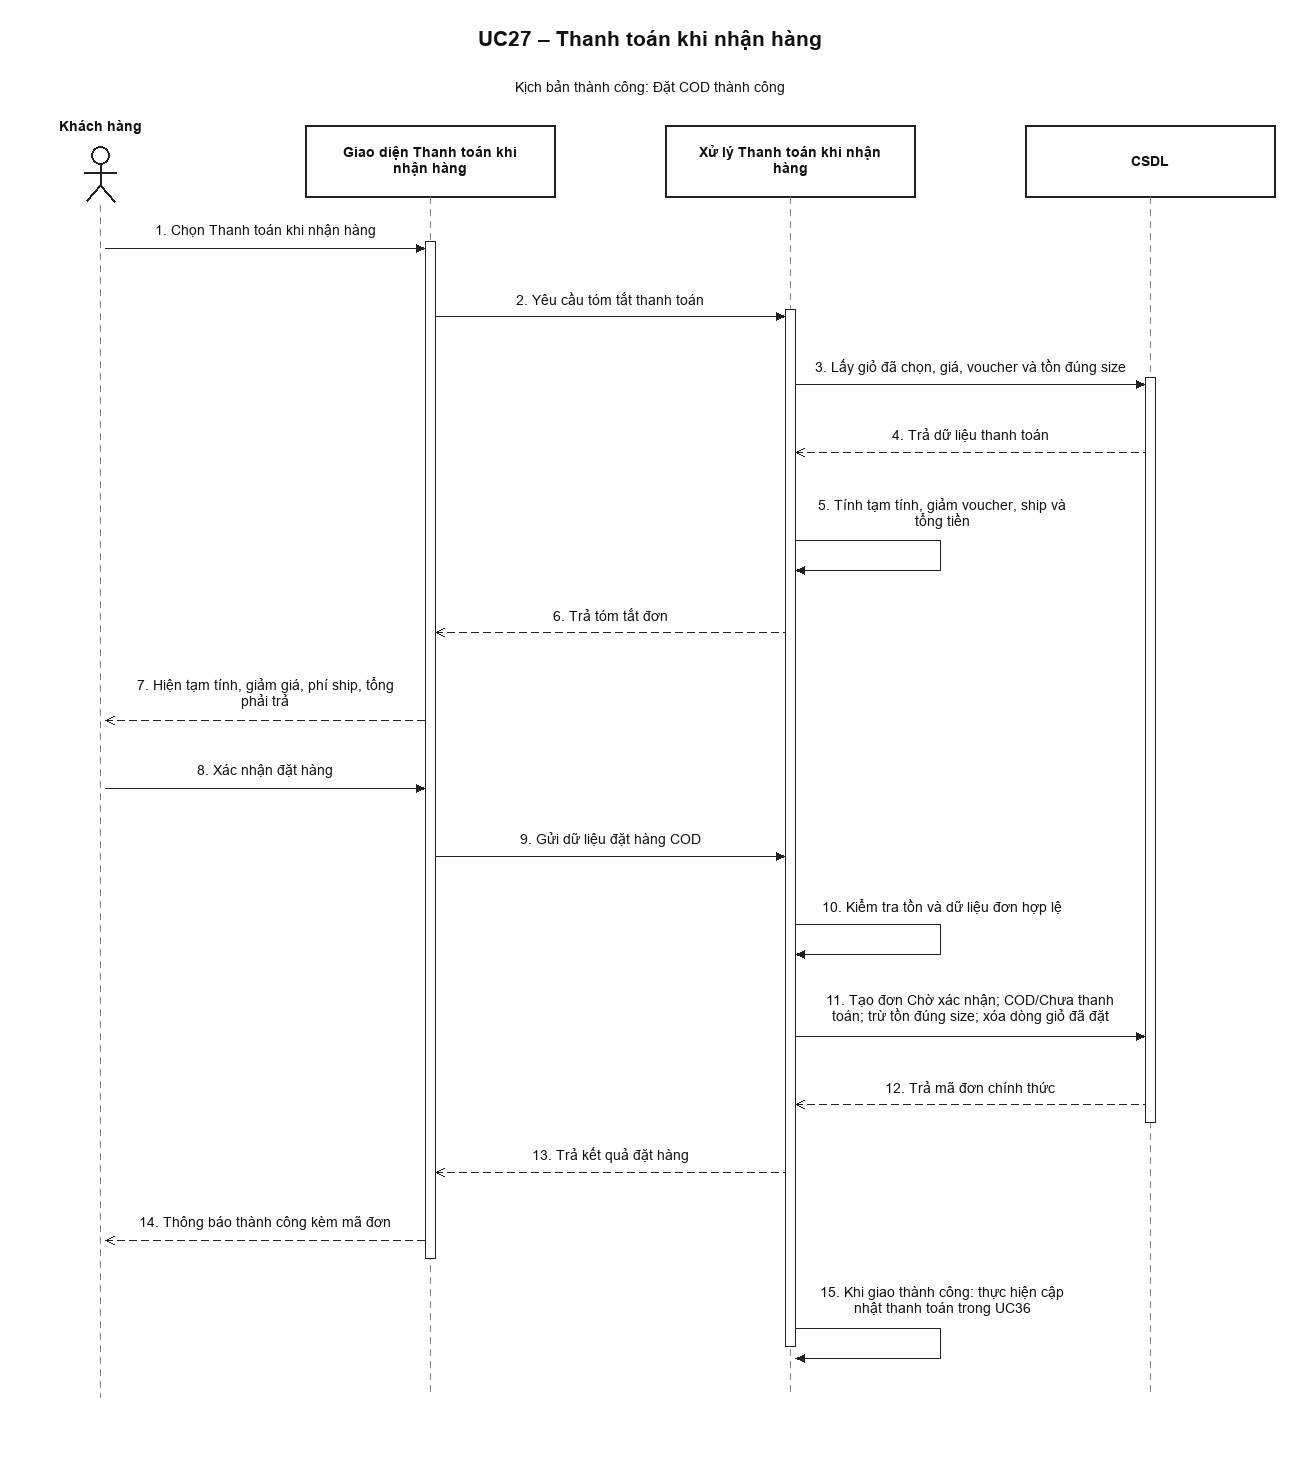 UC27 – Thanh toán khi nhận hàng
Kịch bản thành công: Đặt COD thành công
Khách hàng
Giao diện Thanh toán khi
nhận hàng
Xử lý Thanh toán khi nhận
hàng
CSDL
1. Chọn Thanh toán khi nhận hàng
2. Yêu cầu tóm tắt thanh toán
3. Lấy giỏ đã chọn, giá, voucher và tồn đúng size
4. Trả dữ liệu thanh toán
5. Tính tạm tính, giảm voucher, ship và
tổng tiền
6. Trả tóm tắt đơn
7. Hiện tạm tính, giảm giá, phí ship, tổng
phải trả
8. Xác nhận đặt hàng
9. Gửi dữ liệu đặt hàng COD
10. Kiểm tra tồn và dữ liệu đơn hợp lệ
11. Tạo đơn Chờ xác nhận; COD/Chưa thanh
toán; trừ tồn đúng size; xóa dòng giỏ đã đặt
12. Trả mã đơn chính thức
13. Trả kết quả đặt hàng
14. Thông báo thành công kèm mã đơn
15. Khi giao thành công: thực hiện cập
nhật thanh toán trong UC36